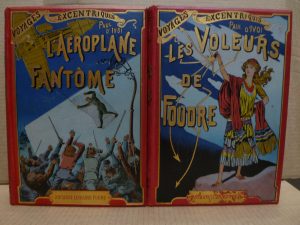 VOYAGES
EXCENTRIQUES
PAUL
D'IVOI
L'AÉROPLANE
FANTÔME
VOYAGES
EXCENTRIQUES
PAUL D'IVOI
LES VOLEURS
DE
FOUDRE